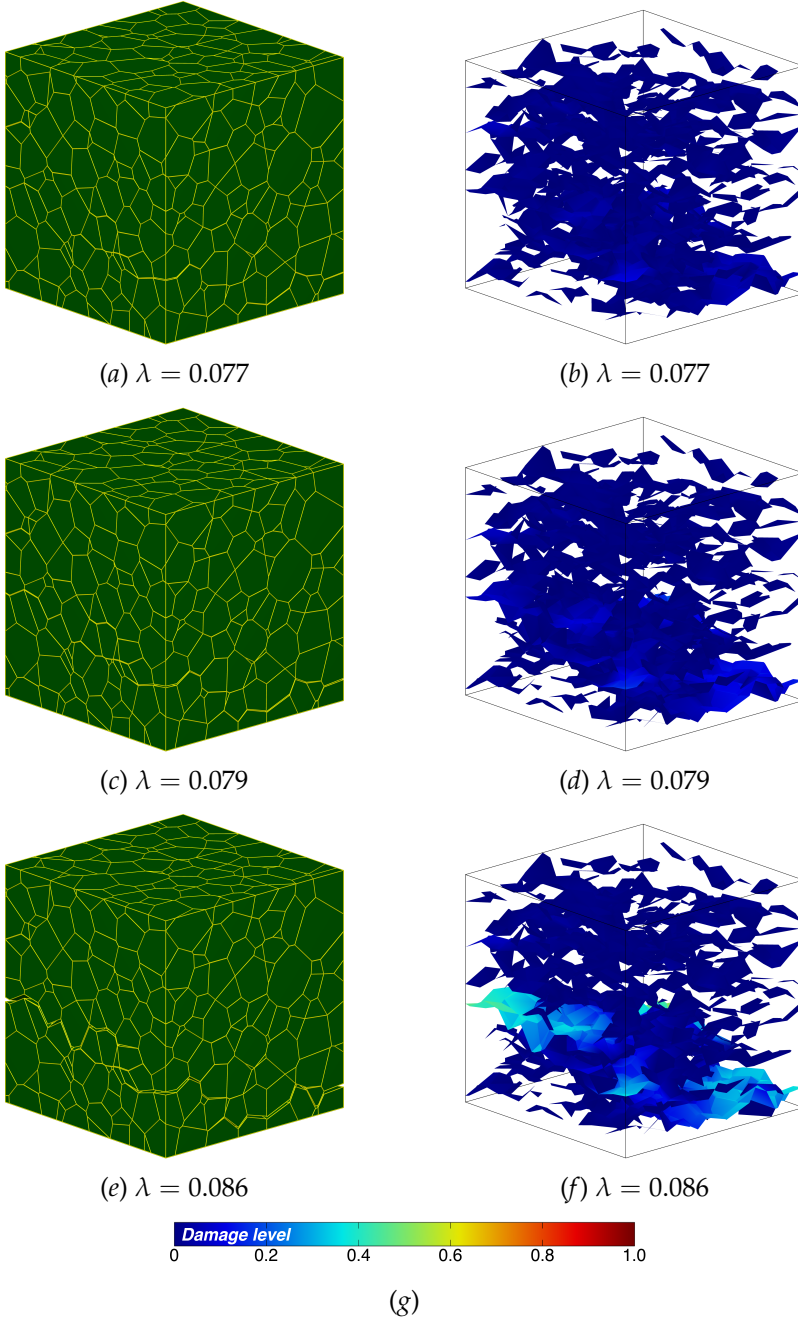 (a) λ = 0.077
(b) λ = 0.077
(c) λ = 0.079
(d) λ = 0.079
(e) λ = 0.086
(f) λ = 0.086
Damage level
0 0.2 0.4 0.6 0.8 1.0
(g)